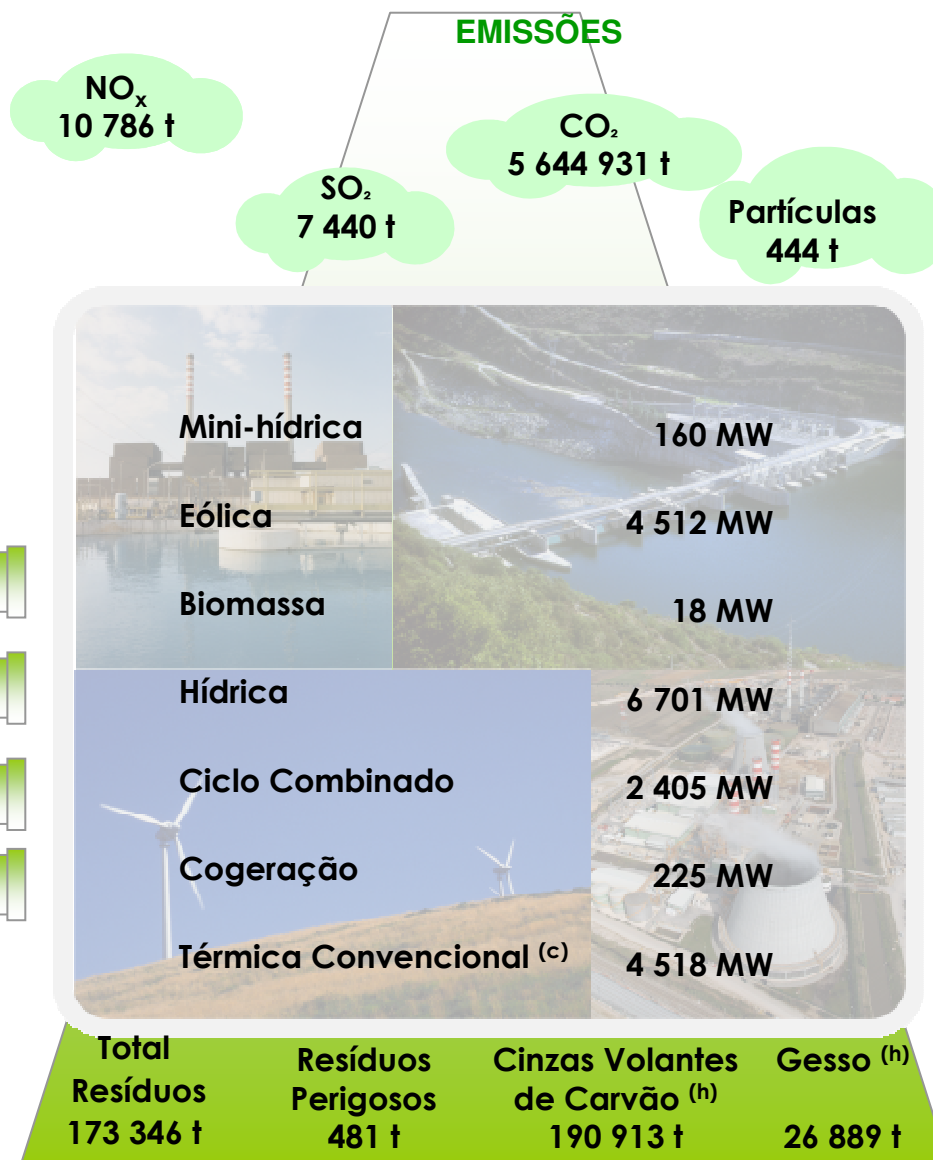 EMISSÕES
NOₓ
10 786 t
CO₂
5 644 931 t
SO₂
7 440 t
Partículas
444 t
Mini-hídrica 160 MW
Eólica 4 512 MW
Biomassa 18 MW
Hídrica 6 701 MW
Ciclo Combinado 2 405 MW
Cogeração 225 MW
Térmica Convencional (c) 4 518 MW
Total
Resíduos
173 346 t
Resíduos
Perigosos
481 t
Cinzas Volantes
de Carvão (h)
190 913 t
Gesso (h)
26 889 t